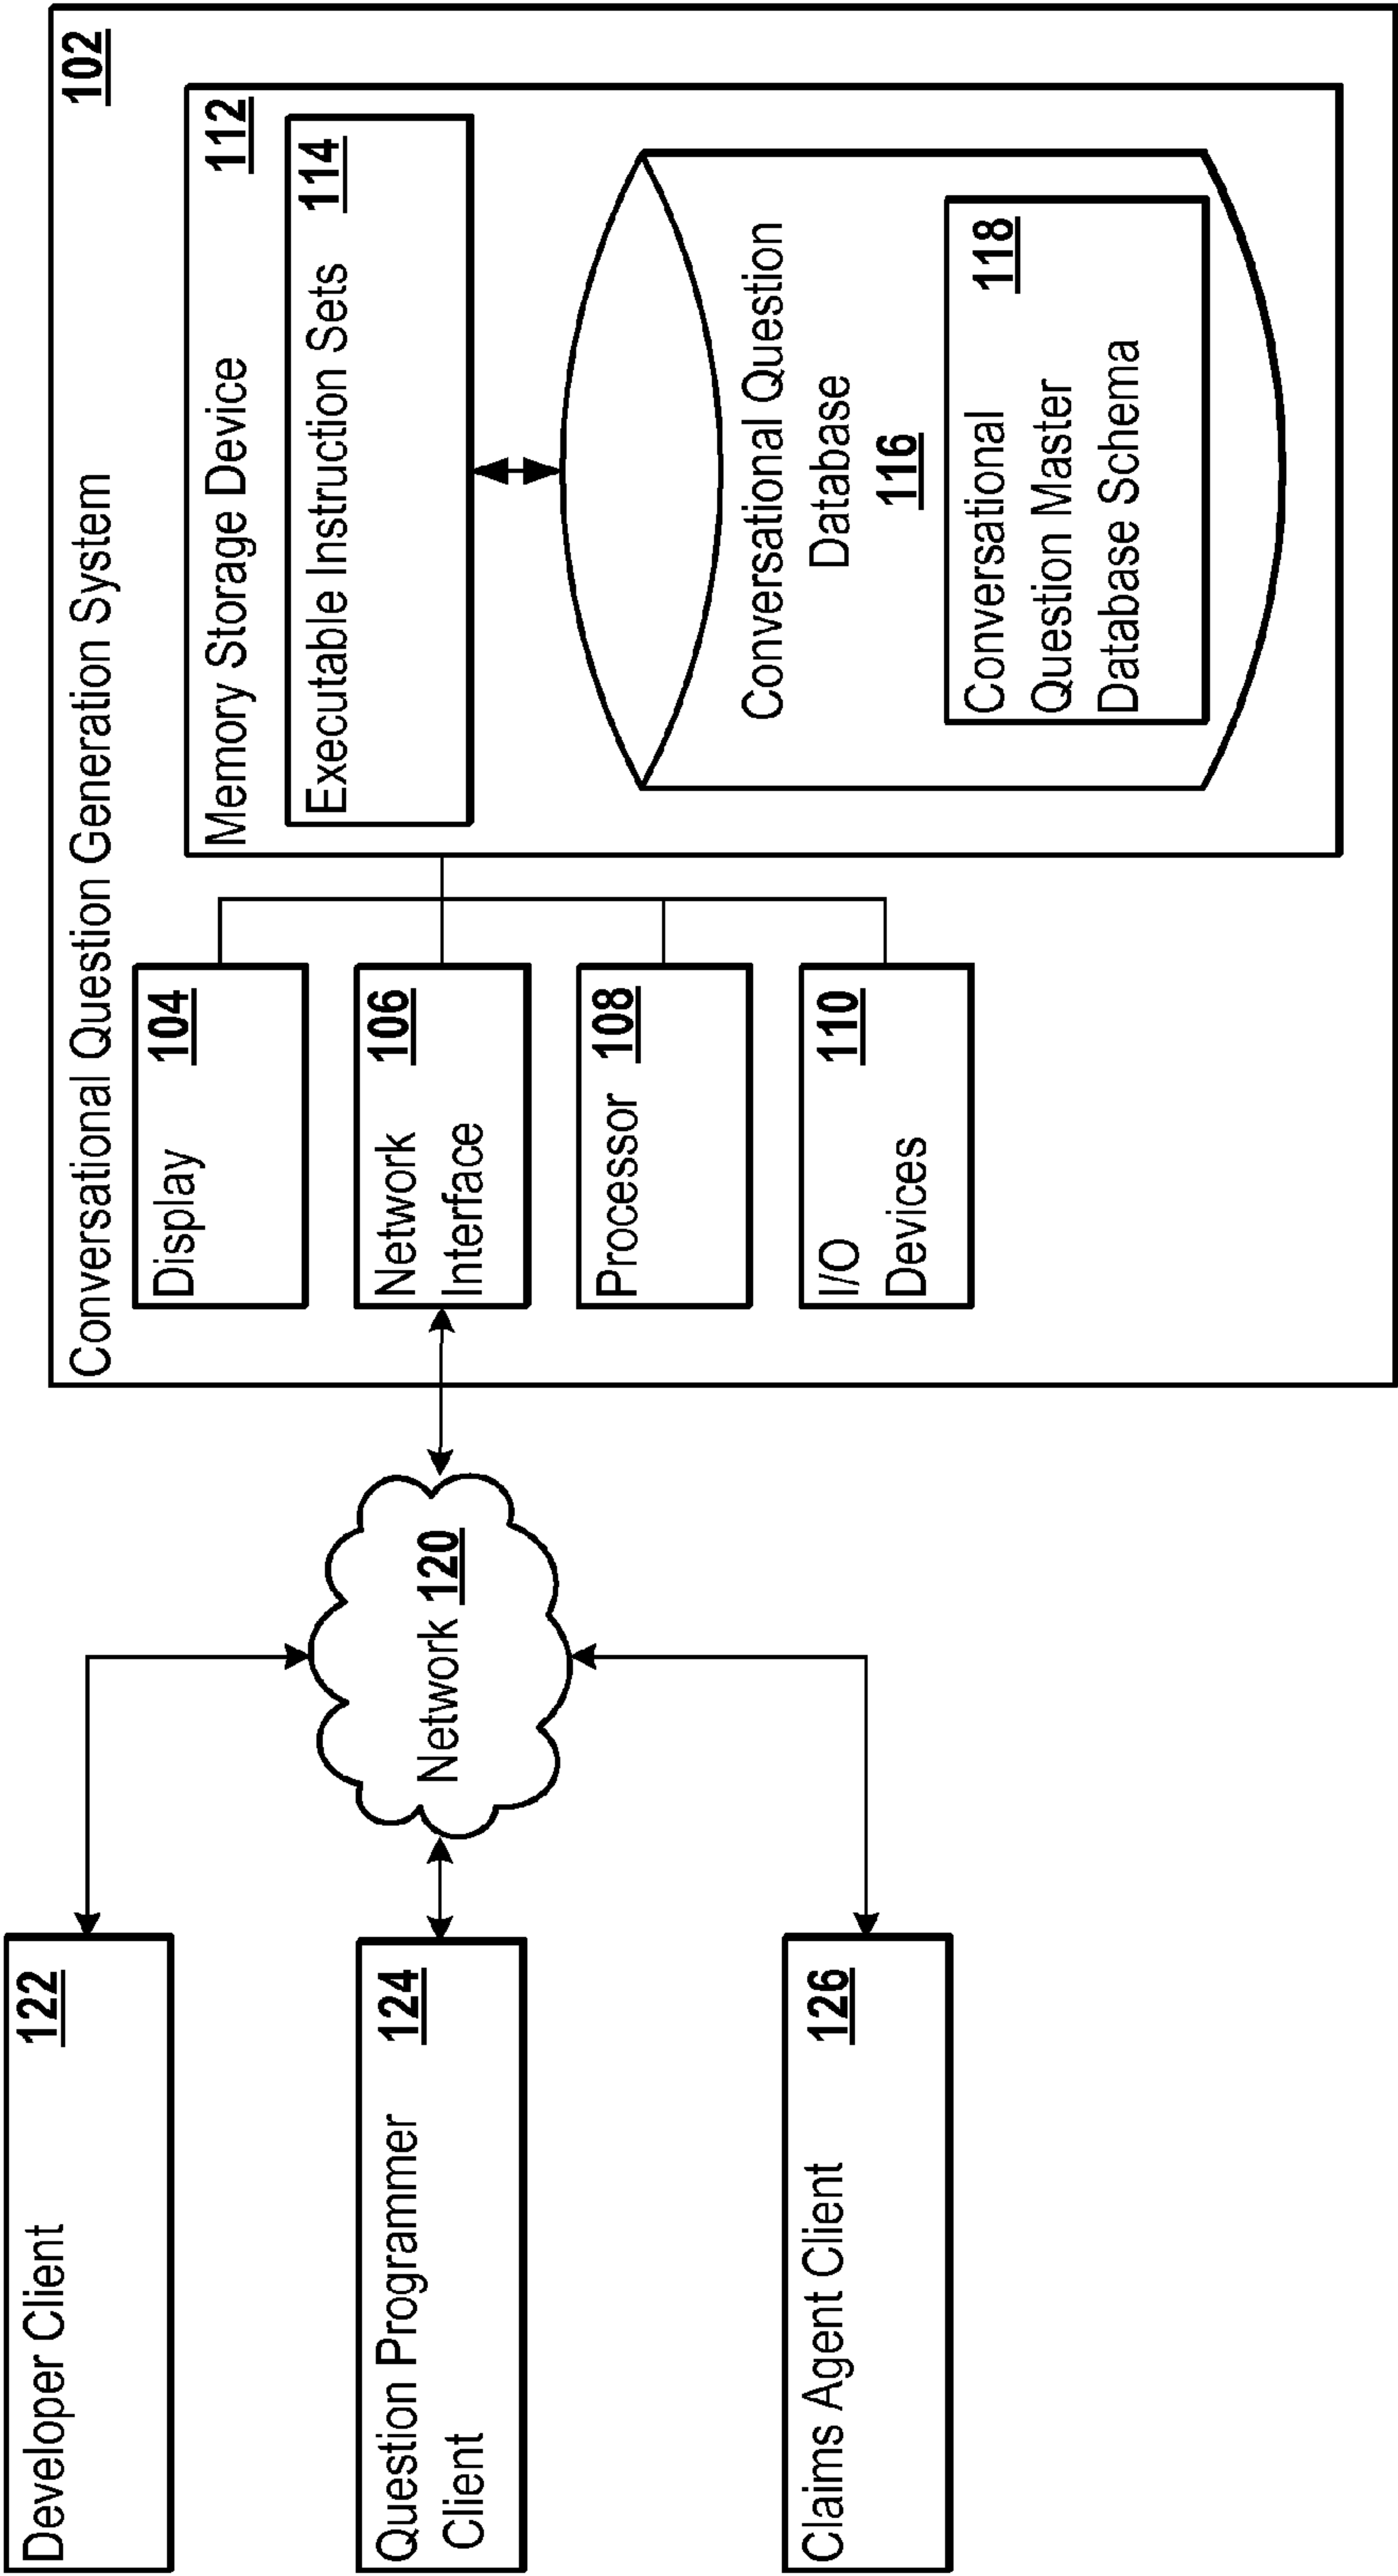 Developer Client 122
Question Programmer 124
Client
Claims Agent Client 126
Network 120
Conversational Question Generation System 102
Display 104
Network 106
Interface
Processor 108
I/O 110
Devices
Memory Storage Device 112
Executable Instruction Sets 114
Conversational Question
Database
116
Conversational 118
Question Master
Database Schema